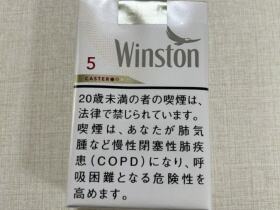 Winston
5
CASTER
20歳未満の者の喫煙は、
法律で禁じられています。
喫煙は、あなたが肺気
腫など慢性閉塞性肺疾
患(COPD)になり、呼
吸困難となる危険性を
高めます。